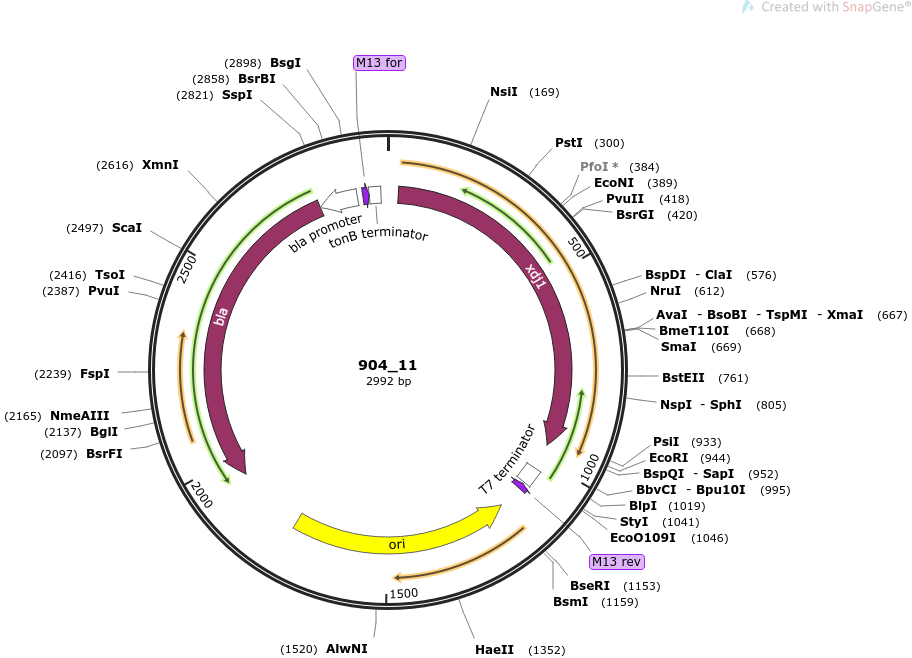 Created with SnapGene®
M13 for
(2898) BsgI
(2858) BsrBI
(2821) SspI
(2616) XmnI
(2497) ScaI
(2416) TsoI
(2387) PvuI
(2239) FspI
(2165) NmeAIII
(2137) BglI
(2097) BsrFI
(1520) AlwNI
NsiI (169)
PstI (300)
PfoI * (384)
EcoNI (389)
PvuII (418)
BsrGI (420)
BspDI - ClaI (576)
NruI (612)
AvaI - BsoBI - TspMI - XmaI (667)
BmeT110I (668)
SmaI (669)
BstEII (761)
NspI - SphI (805)
PsiI (933)
EcoRI (944)
BspQI - SapI (952)
BbvCI - Bpu10I (995)
BlpI (1019)
StyI (1041)
EcoO109I (1046)
M13 rev
BseRI (1153)
BsmI (1159)
HaeII (1352)
500
1000
1500
2000
2500
bla promoter
tonB terminator
xdj1
bla
T7 terminator
ori
904_11
2992 bp